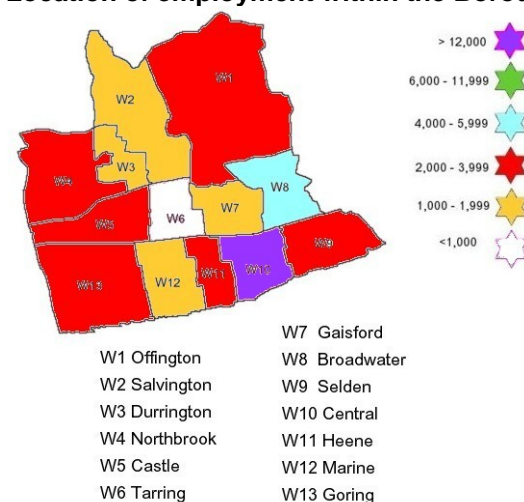 Location of employment within the Boro
> 12,000
6,000 - 11,999
4,000 - 5,999
2,000 - 3,999
1,000 - 1,999
<1,000
W1
W2
W3
W4
W5
W6
W7
W8
W9
W10
W11
W12
W13
W1 Offington
W2 Salvington
W3 Durrington
W4 Northbrook
W5 Castle
W6 Tarring
W7 Gaisford
W8 Broadwater
W9 Selden
W10 Central
W11 Heene
W12 Marine
W13 Goring